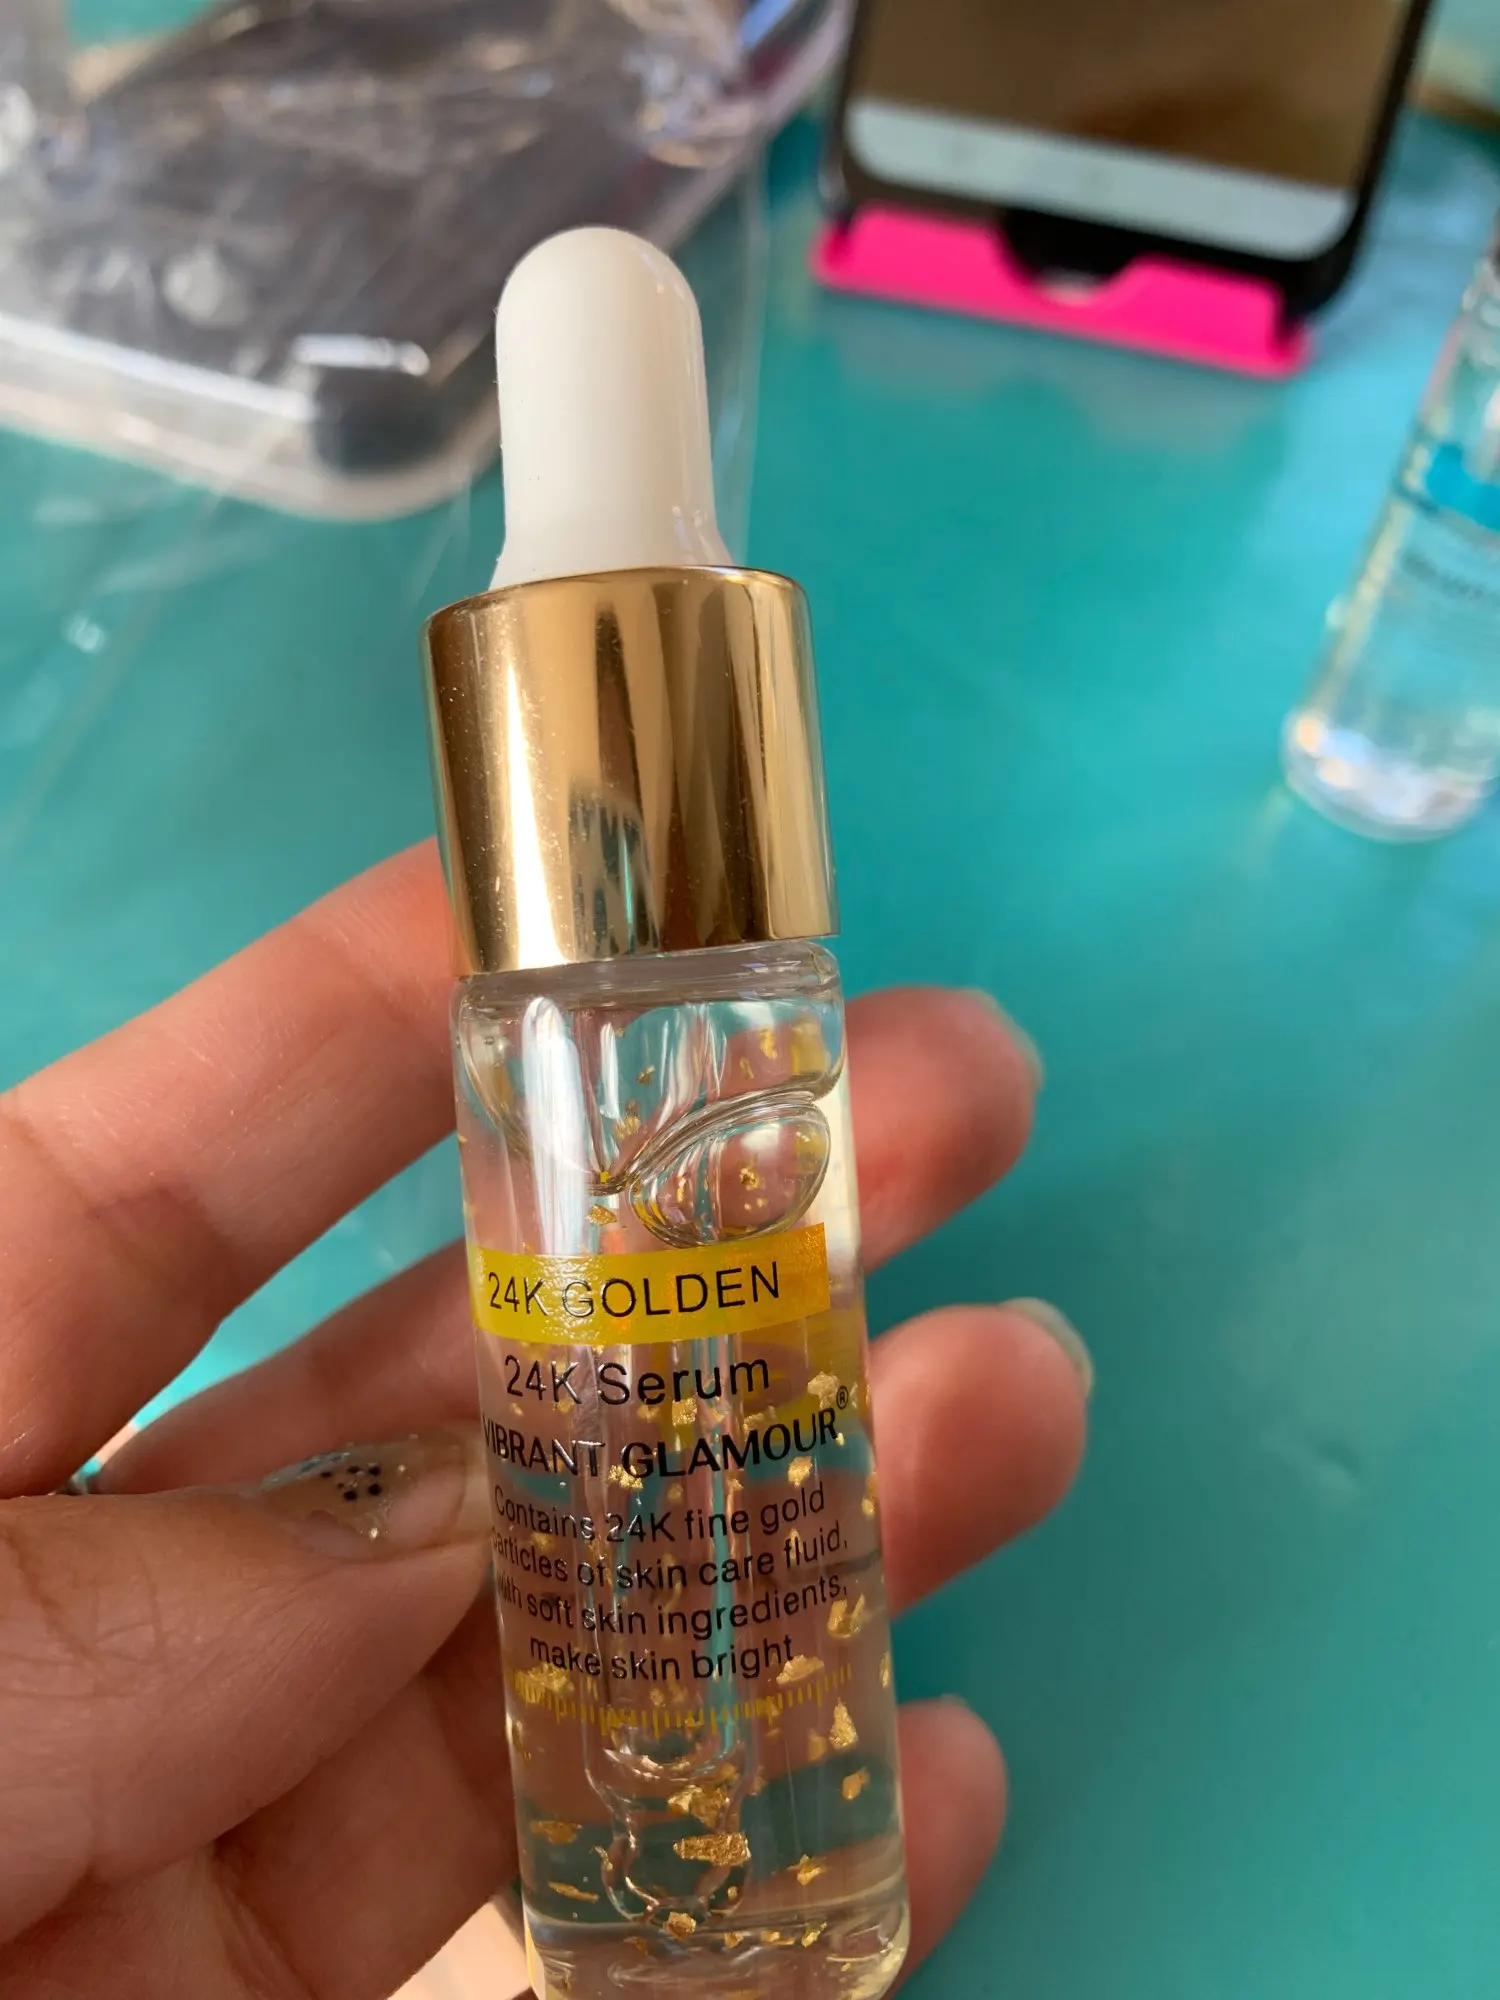 24K GOLDEN
24K Serum
VIBRANT GLAMOUR®
Contains 24K fine gold
particles of skin care fluid,
with soft skin ingredients,
make skin bright